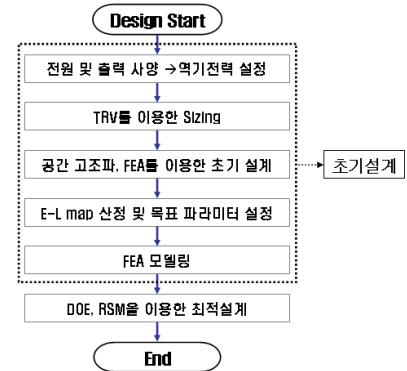 Design Start
전원 및 출력 사양 →역기전력 설정
TRV를 이용한 Sizing
공간 고조파, FEA를 이용한 초기 설계
초기설계
E-L map 산정 및 목표 파라미터 설정
FEA 모델링
DOE, RSM을 이용한 최적설계
End